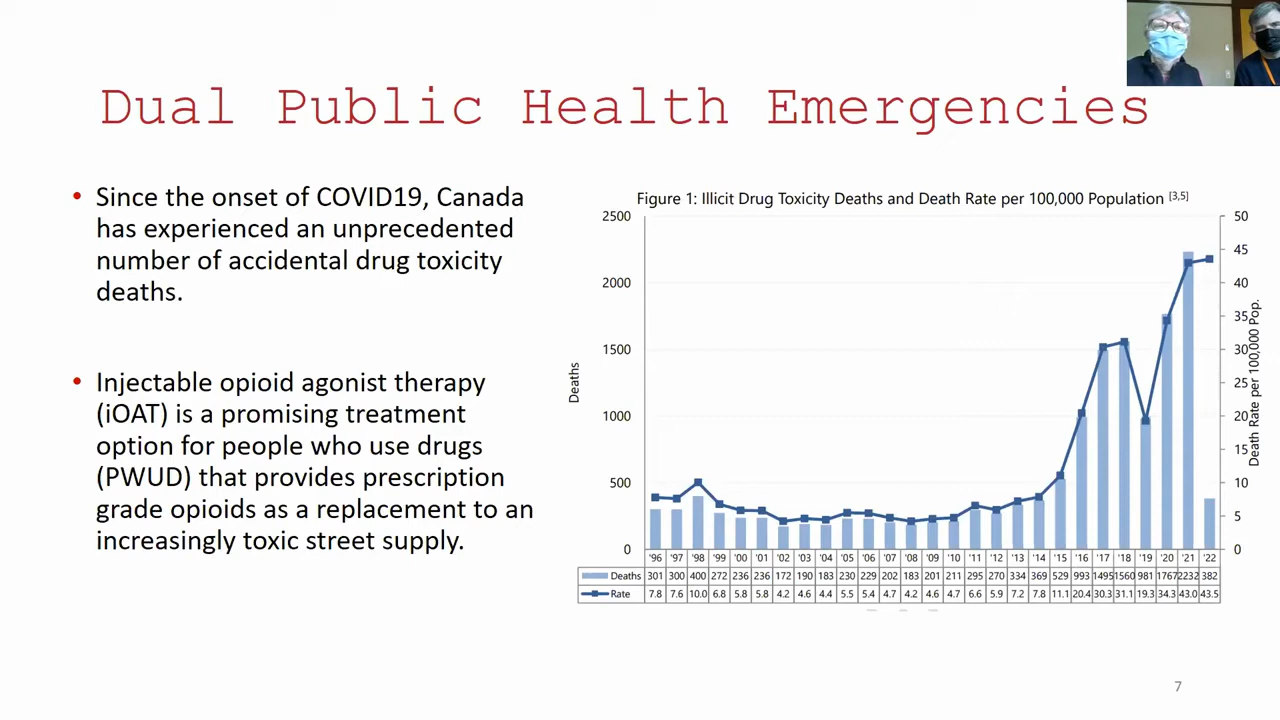 Dual Public Health Emergencies
• Since the onset of COVID19, Canada
has experienced an unprecedented
number of accidental drug toxicity
deaths.
• Injectable opioid agonist therapy
(iOAT) is a promising treatment
option for people who use drugs
(PWUD) that provides prescription
grade opioids as a replacement to an
increasingly toxic street supply.
Figure 1: Illicit Drug Toxicity Deaths and Death Rate per 100,000 Population [3,5]
2500
2000
1500
1000
500
0
Deaths
50
45
40
35
30
25
20
15
10
5
0
Death Rate per 100,000 Pop.
'96 '97 '98 '99 '00 '01 '02 '03 '04 '05 '06 '07 '08 '09 '10 '11 '12 '13 '14 '15 '16 '17 '18 '19 '20 '21 '22
Deaths 301 300 400 272 236 236 172 190 183 230 229 202 183 201 211 295 270 334 369 529 993 1495 1560 981 1767 2232 382
Rate 7.8 7.6 10.0 6.8 5.8 5.8 4.2 4.6 4.4 5.5 5.4 4.7 4.2 4.6 4.7 6.6 5.9 7.2 7.8 11.1 20.4 30.3 31.1 19.3 34.3 43.0 43.5
7